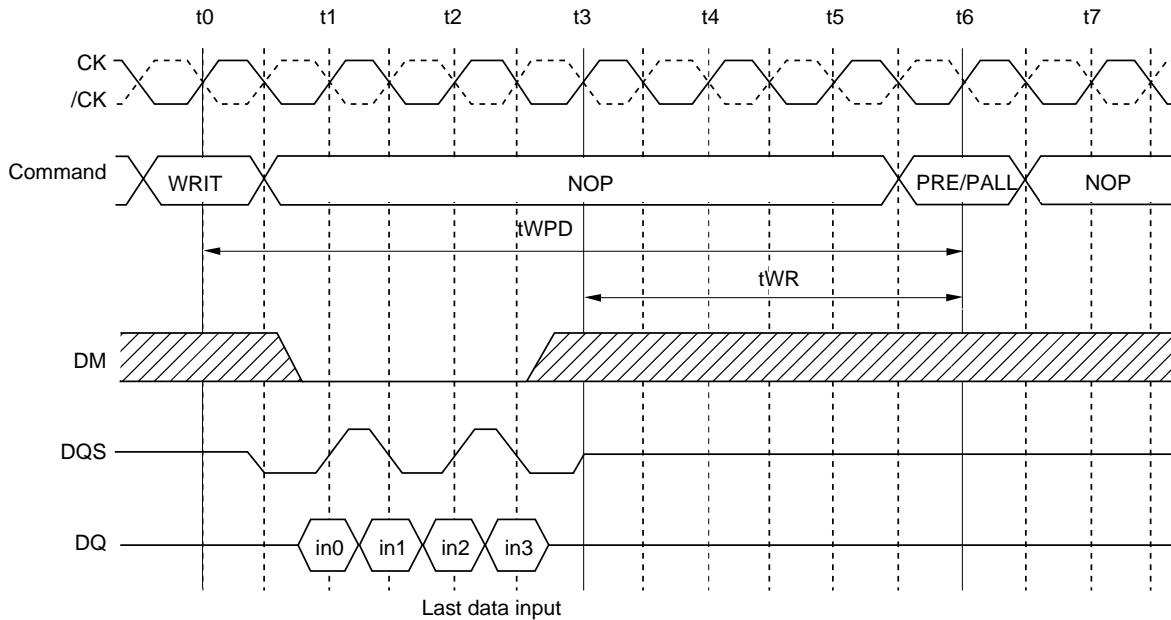 t0 t1 t2 t3 t4 t5 t6 t7
CK
/CK
Command WRIT NOP PRE/PALL NOP
tWPD
tWR
DM
DQS
DQ in0 in1 in2 in3
Last data input